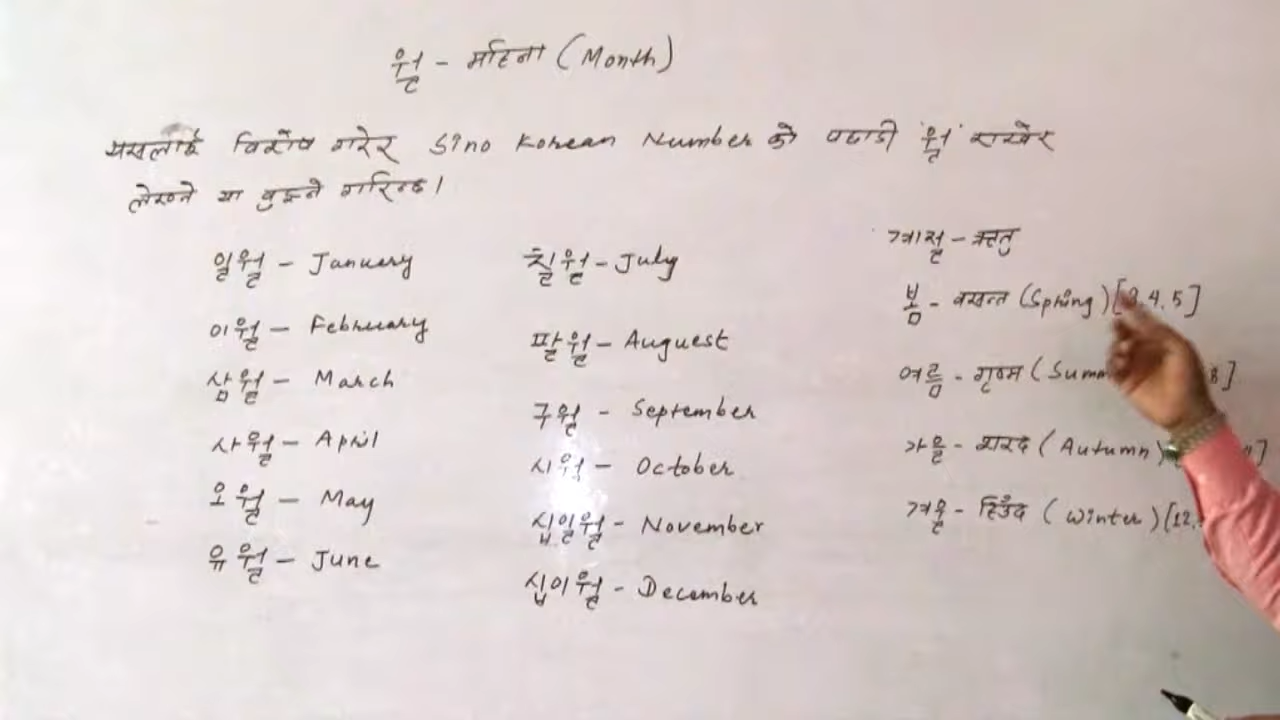 월 - महिना (Month)
यसलाई विशेष गरेर Sino Korean Number को पछाडी '월' राखेर
लेख्ने या बुझ्ने गरिन्छ।
일월 - January
이월 - February
삼월 - March
사월 - April
오월 - May
유월 - June
칠월 - July
팔월 - Auguest
구월 - September
시월 - October
십일월 - November
십이월 - December
계절 - ऋतु
봄 - वसन्त (Spring) [3,4,5]
여름 - गृष्म (Summ 8]
가을 - शरद (Autumn)
겨울 - हिउँद (Winter) [12,